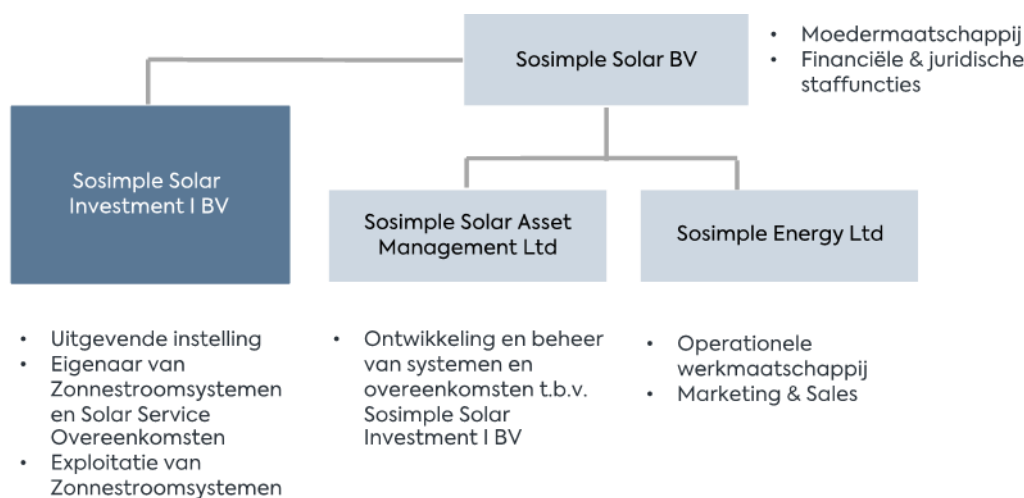 Sosimple Solar BV
• Moedermaatschappij
• Financiële & juridische
staffuncties
Sosimple Solar
Investment I BV
Sosimple Solar Asset
Management Ltd
Sosimple Energy Ltd
• Uitgevende instelling
• Eigenaar van
Zonnestroomsystemen
en Solar Service
Overeenkomsten
• Exploitatie van
Zonnestroomsystemen
• Ontwikkeling en beheer
van systemen en
overeenkomsten t.b.v.
Sosimple Solar
Investment I BV
• Operationele
werkmaatschappij
• Marketing & Sales